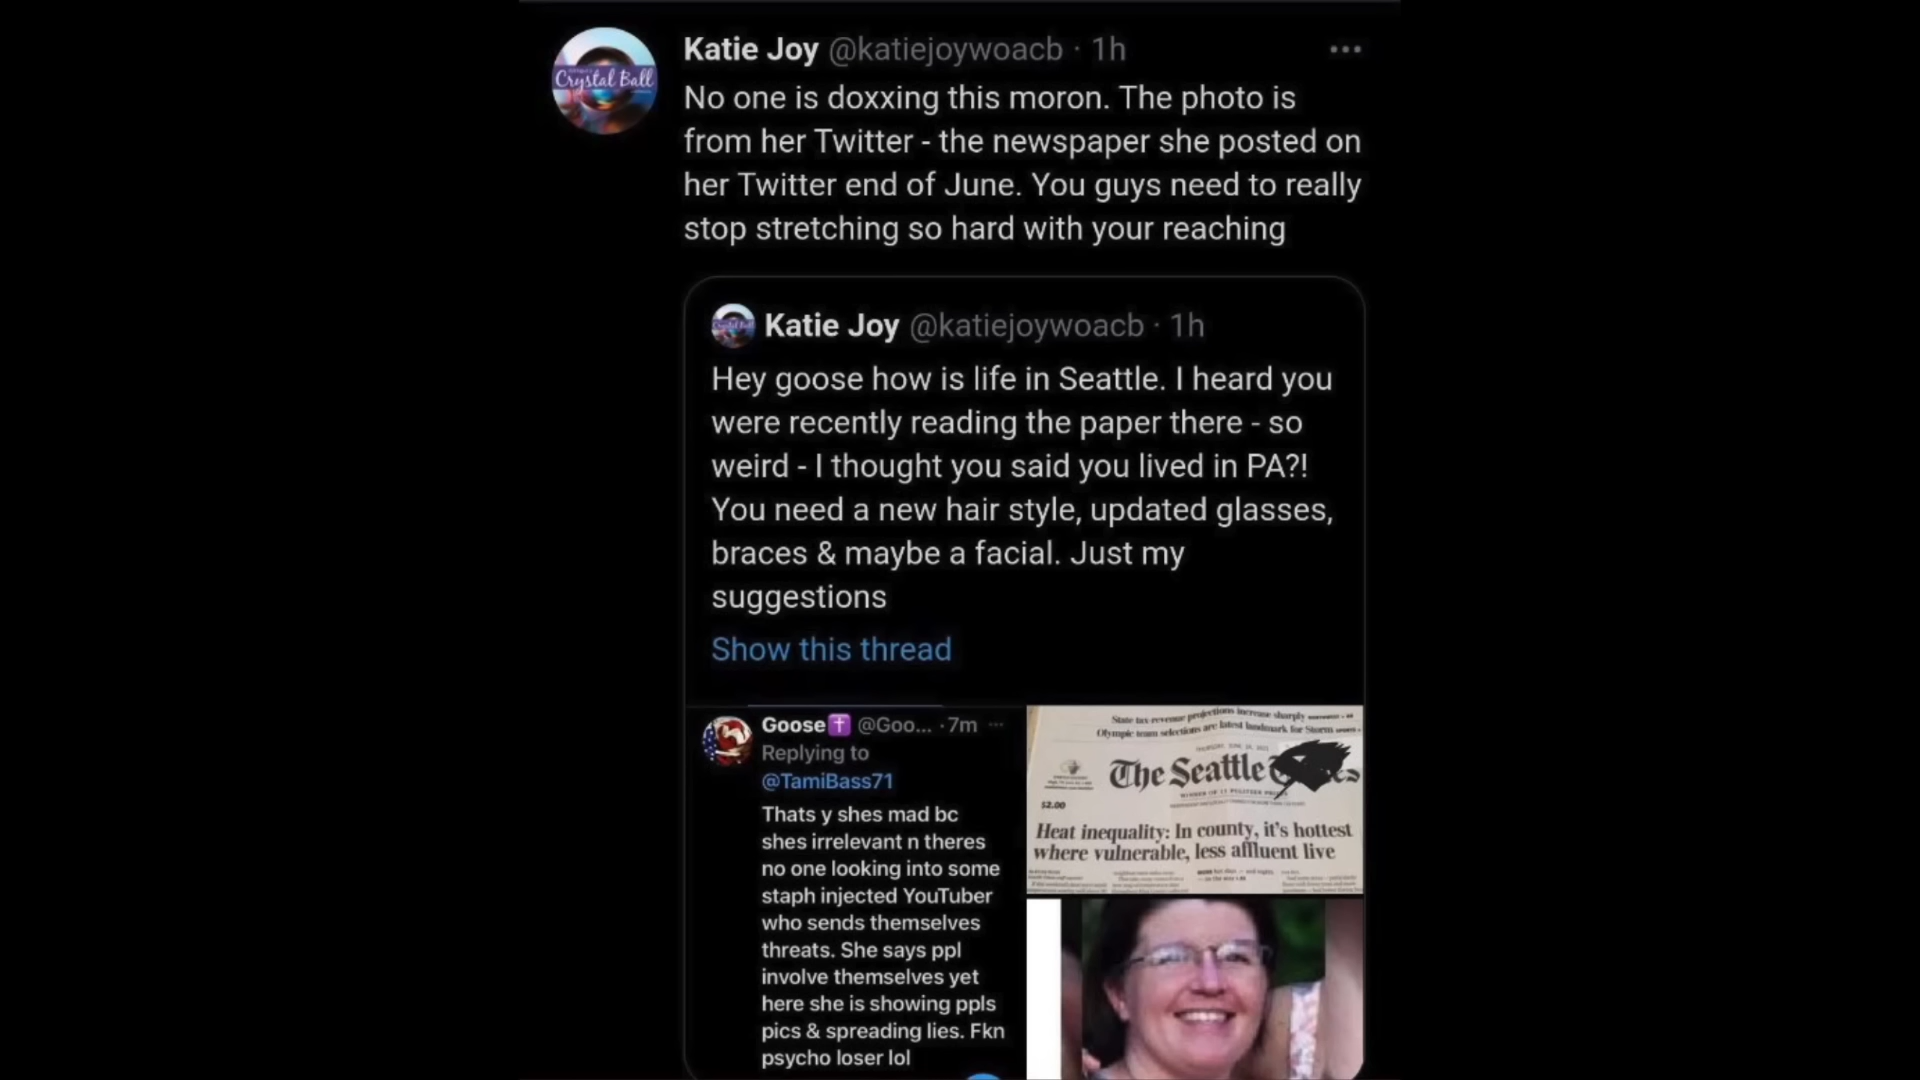 Katie Joy @katiejoywoacb · 1h
Crystal Ball
No one is doxxing this moron. The photo is
from her Twitter - the newspaper she posted on
her Twitter end of June. You guys need to really
stop stretching so hard with your reaching
Katie Joy @katiejoywoacb · 1h
Hey goose how is life in Seattle. I heard you
were recently reading the paper there - so
weird - I thought you said you lived in PA?!
You need a new hair style, updated glasses,
braces & maybe a facial. Just my
suggestions
Show this thread
Goose✝️ @Goo... · 7m
Replying to
@TamiBass71
Thats y shes mad bc
shes irrelevant n theres
no one looking into some
staph injected YouTuber
who sends themselves
threats. She says ppl
involve themselves yet
here she is showing ppls
pics & spreading lies. Fkn
psycho loser lol
State tax-revenue projections increase sharply
Olympic team selections are latest landmark for Storm
The Seattle
WINNER OF 11 PULITZER
$2.00
Heat inequality: In county, it's hottest
where vulnerable, less affluent live